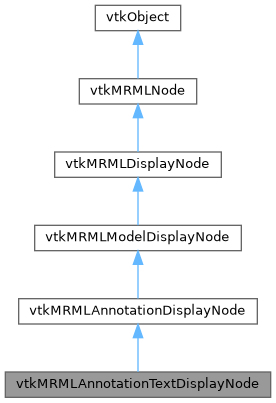 vtkObject
vtkMRMLNode
vtkMRMLDisplayNode
vtkMRMLModelDisplayNode
vtkMRMLAnnotationDisplayNode
vtkMRMLAnnotationTextDisplayNode